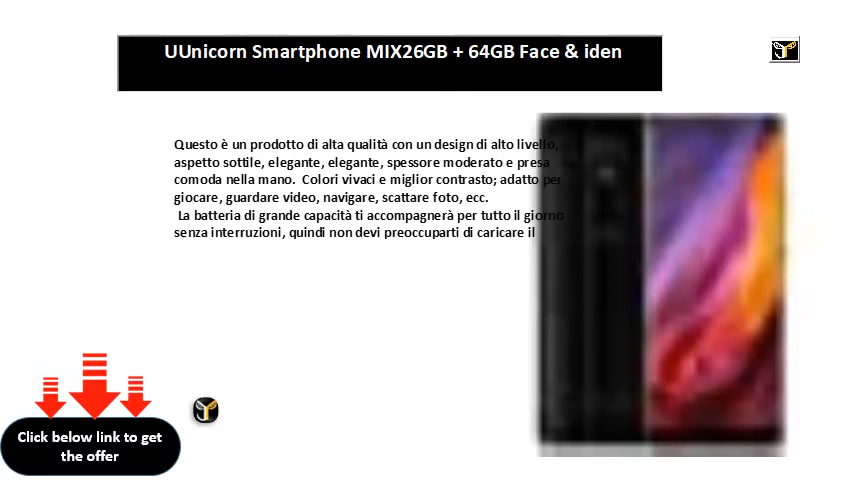 UUnicorn Smartphone MIX26GB + 64GB Face & iden
Questo è un prodotto di alta qualità con un design di alto livello,
aspetto sottile, elegante, elegante, spessore moderato e presa
comoda nella mano.  Colori vivaci e miglior contrasto; adatto per
giocare, guardare video, navigare, scattare foto, ecc.
La batteria di grande capacità ti accompagnerà per tutto il giorno
senza interruzioni, quindi non devi preoccuparti di caricare il
Click below link to get
the offer